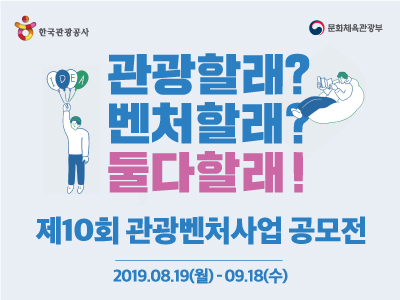 한국관광공사
문화체육관광부
IDEA
관광할래?
벤처할래?
둘다할래!
제10회 관광벤처사업 공모전
2019.08.19(월) - 09.18(수)